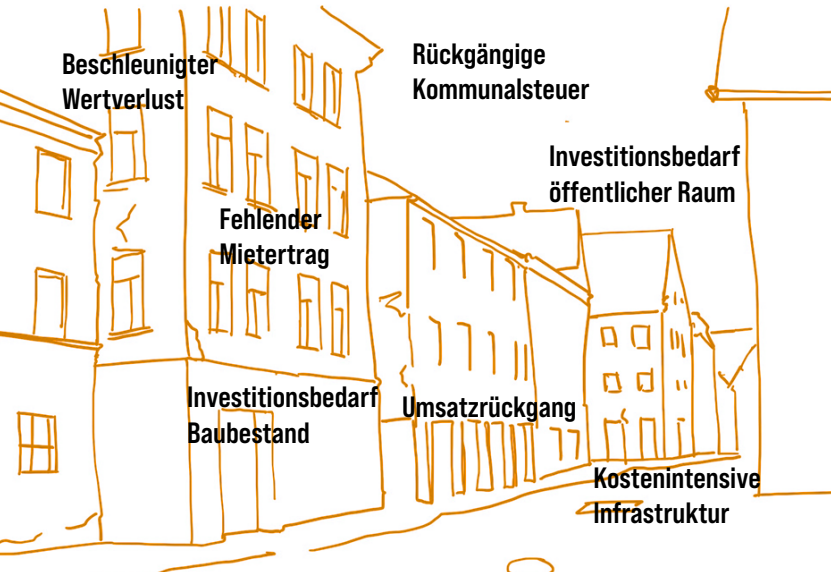 Beschleunigter
Wertverlust
Rückgängige
Kommunalsteuer
Investitionsbedarf
öffentlicher Raum
Fehlender
Mietertrag
Investitionsbedarf
Baubestand
Umsatzrückgang
Kostenintensive
Infrastruktur